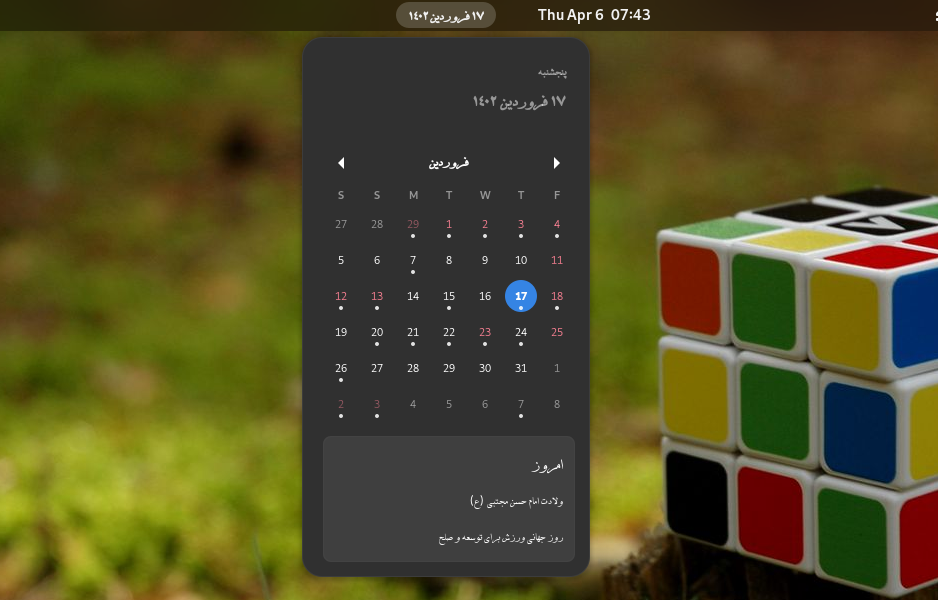 ۱۷ فروردین ۱۴۰۲ Thu Apr 6 07:43
پنجشنبه
۱۷ فروردین ۱۴۰۲
فروردین
S S M T W T F
27 28 29 1 2 3 4
5 6 7 8 9 10 11
12 13 14 15 16 17 18
19 20 21 22 23 24 25
26 27 28 29 30 31 1
2 3 4 5 6 7 8
امروز
ولادت امام حسن مجتبی (ع)
روز جهانی ورزش برای توسعه و صلح